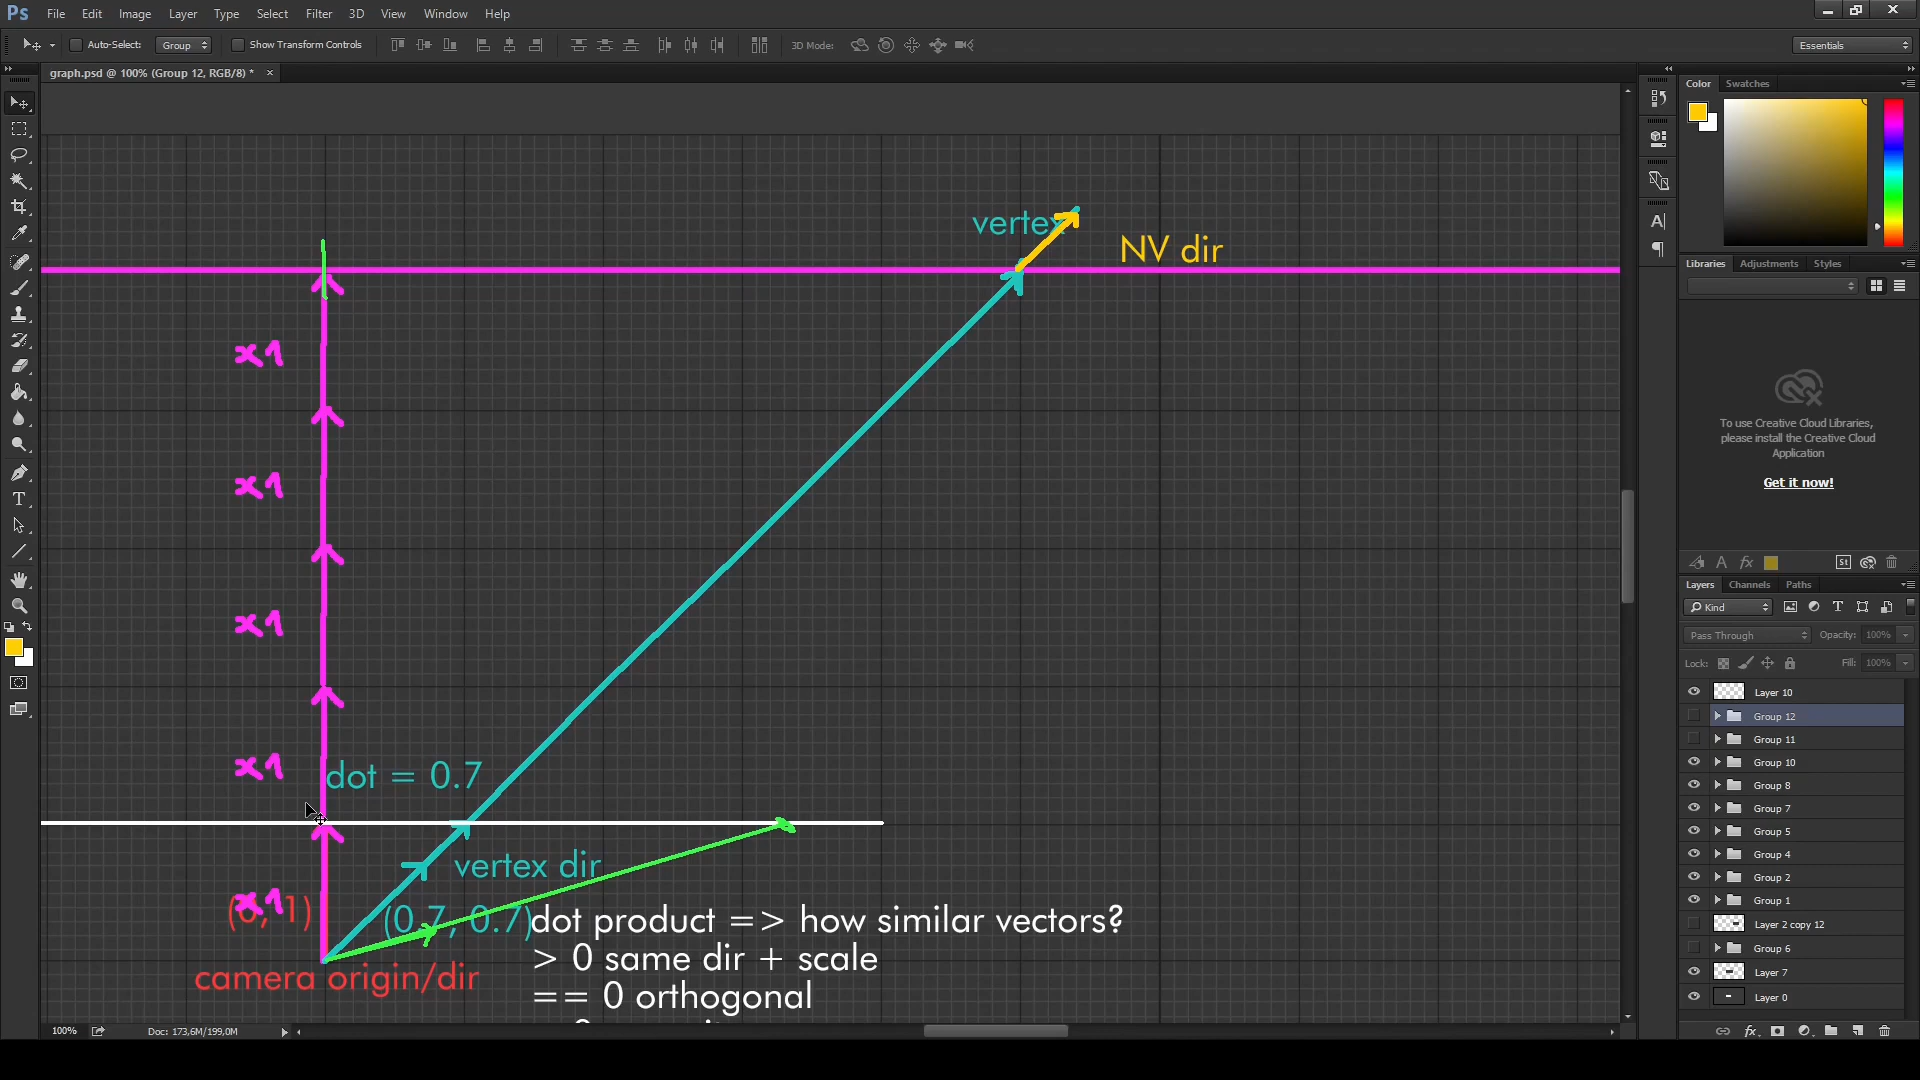 Ps File Edit Image Layer Type Select Filter 3D View Window Help
Auto-Select: Group Show Transform Controls 3D Mode: Essentials
graph.psd @ 100% (Group 12, RGB/8) *
Color Swatches
vertex
NV dir
Libraries Adjustments Styles
x1
x1
x1
x1
dot = 0.7
vertex dir
x1
(0, 1)
(0.7, 0.7)
camera origin/dir
dot product => how similar vectors?
> 0 same dir + scale
== 0 orthogonal
To use Creative Cloud Libraries,
please install the Creative Cloud
Application
Get it now!
St
Layers Channels Paths
Kind
Pass Through Opacity: 100%
Lock: Fill: 100%
Layer 10
Group 12
Group 11
Group 10
Group 8
Group 7
Group 5
Group 4
Group 2
Group 1
Layer 2 copy 12
Group 6
Layer 7
Layer 0
100% Doc: 173,6M/199,0M